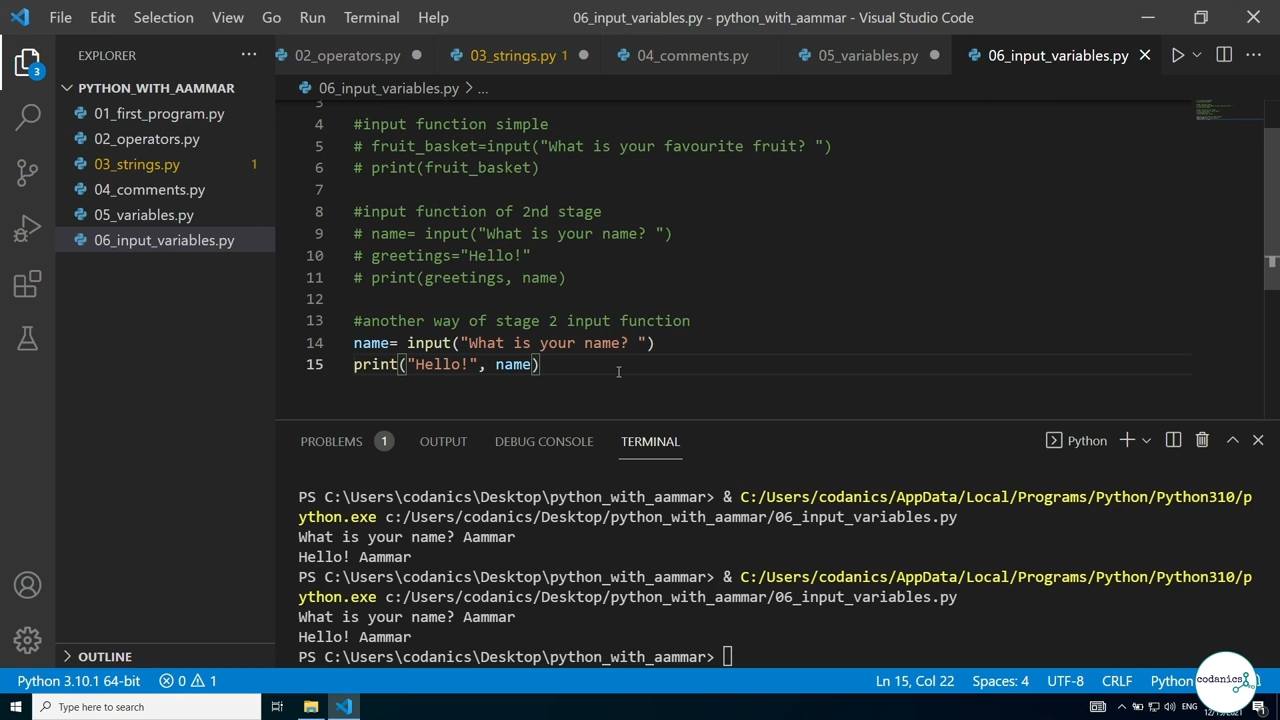 File Edit Selection View Go Run Terminal Help 06_input_variables.py - python_with_aammar - Visual Studio Code
EXPLORER ...
02_operators.py 03_strings.py 1 04_comments.py 05_variables.py 06_input_variables.py
PYTHON_WITH_AAMMAR
01_first_program.py
02_operators.py
03_strings.py 1
04_comments.py
05_variables.py
06_input_variables.py
OUTLINE
3
06_input_variables.py > ...
3
4 #input function simple
5 # fruit_basket=input("What is your favourite fruit? ")
6 # print(fruit_basket)
7
8 #input function of 2nd stage
9 # name= input("What is your name? ")
10 # greetings="Hello!"
11 # print(greetings, name)
12
13 #another way of stage 2 input function
14 name= input("What is your name? ")
15 print("Hello!", name)
PROBLEMS 1 OUTPUT DEBUG CONSOLE TERMINAL Python
PS C:\Users\codanics\Desktop\python_with_aammar> & C:/Users/codanics/AppData/Local/Programs/Python/Python310/p
ython.exe c:/Users/codanics/Desktop/python_with_aammar/06_input_variables.py
What is your name? Aammar
Hello! Aammar
PS C:\Users\codanics\Desktop\python_with_aammar> & C:/Users/codanics/AppData/Local/Programs/Python/Python310/p
ython.exe c:/Users/codanics/Desktop/python_with_aammar/06_input_variables.py
What is your name? Aammar
Hello! Aammar
PS C:\Users\codanics\Desktop\python_with_aammar>
Python 3.10.1 64-bit 0 1 Ln 15, Col 22 Spaces: 4 UTF-8 CRLF Python
codanics
Type here to search ENG